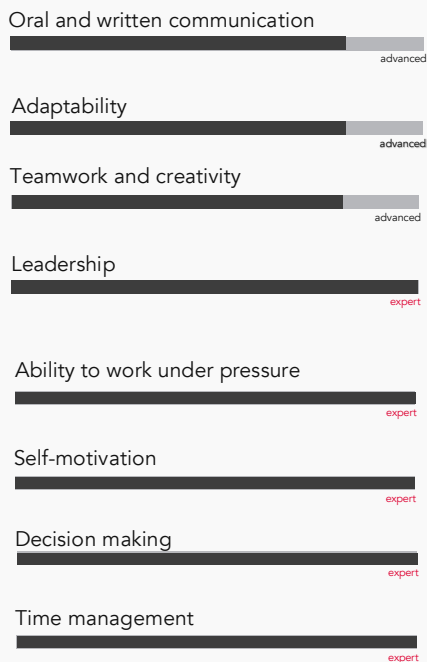 Oral and written communication
advanced
Adaptability
advanced
Teamwork and creativity
advanced
Leadership
expert
Ability to work under pressure
expert
Self-motivation
expert
Decision making
expert
Time management
expert